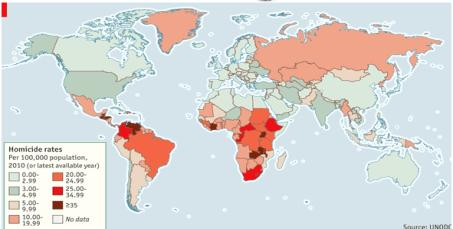 Homicide rates
Per 100,000 population,
2010 (or latest available year)
0.00-
2.99
3.00-
4.99
5.00-
9.99
10.00-
19.99
20.00-
24.99
25.00-
34.99
≥35
No data
Source: UNODC